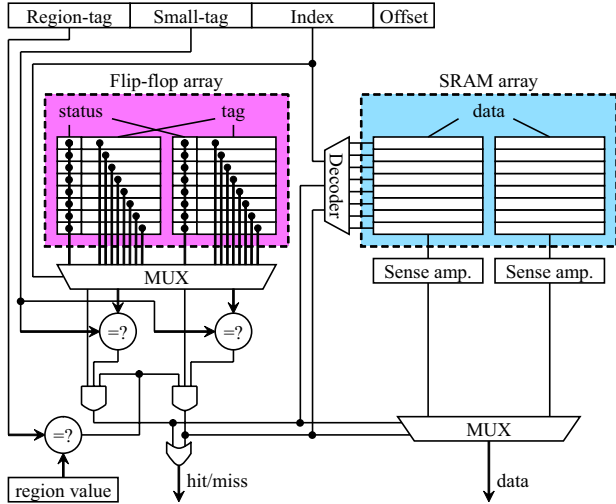 Region-tag Small-tag Index Offset
Flip-flop array SRAM array
status tag data
Decoder
MUX Sense amp. Sense amp.
=? =?
=? MUX
region value hit/miss data